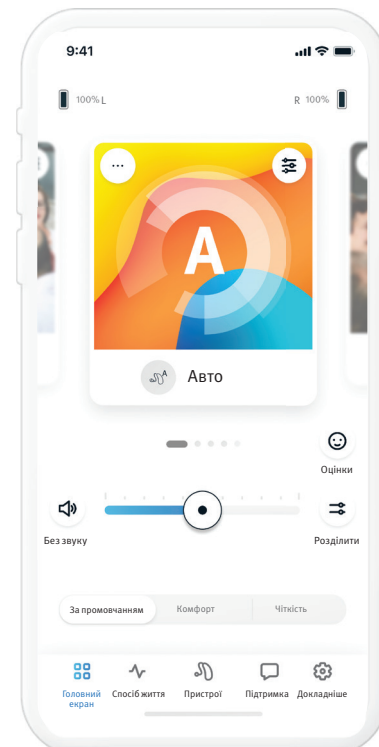 9:41
100% L
R 100%
...
A
A
Авто
Оцінки
Без звуку
Розділити
За промовчанням
Комфорт
Чіткість
Головний
екран
Спосіб життя
Пристрої
Підтримка
Докладніше